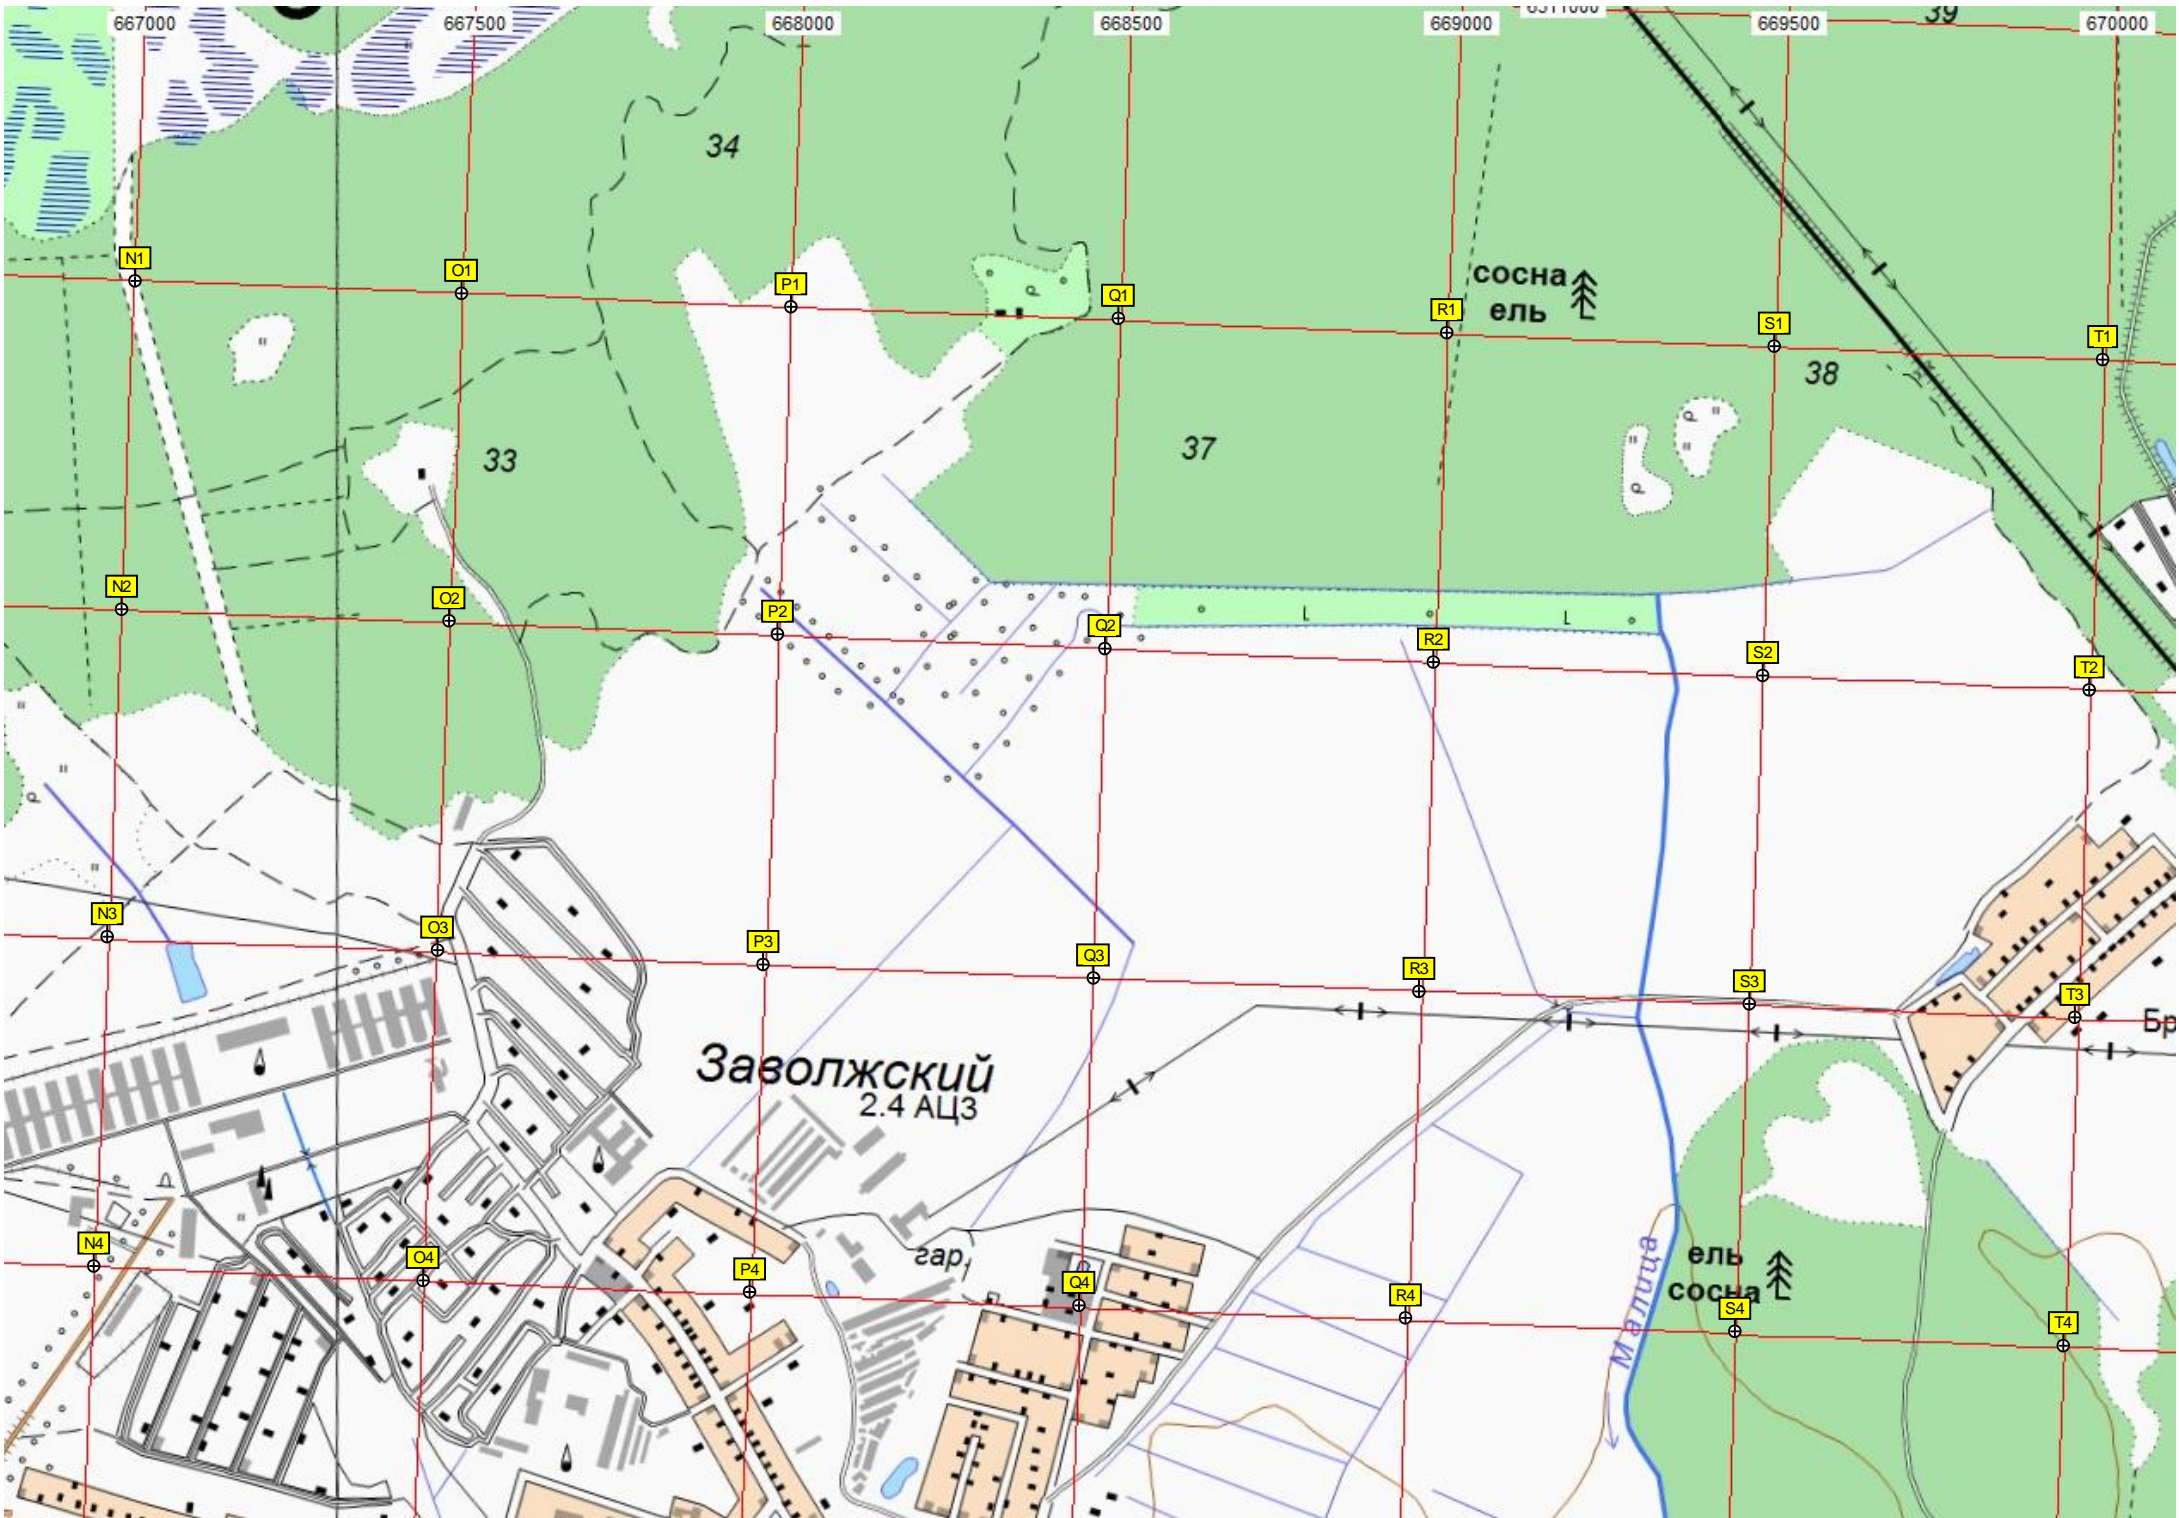 667000 667500 668000 668500 669000 6511000 669500 39 670000
34
N1 O1 P1 Q1 R1 S1 T1
сосна
ель
38
33
37
N2 O2 P2 Q2 R2 S2 T2
N3 O3 P3 Q3 R3 S3 T3
Бр
Заволжский
2.4 АЦЗ
гар.
N4 O4 P4 Q4 R4 S4 T4
ель
сосна
Малица